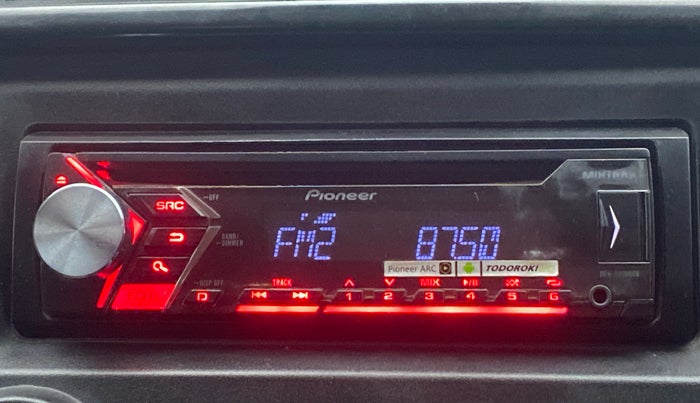 MIXTRAX
Pioneer
SRC
OFF
BAND/
DIMMER
FM2
8750
Pioneer ARC
TODOROKI
DISP OFF
D
TRACK
MIX
1 2 3 4 5 6